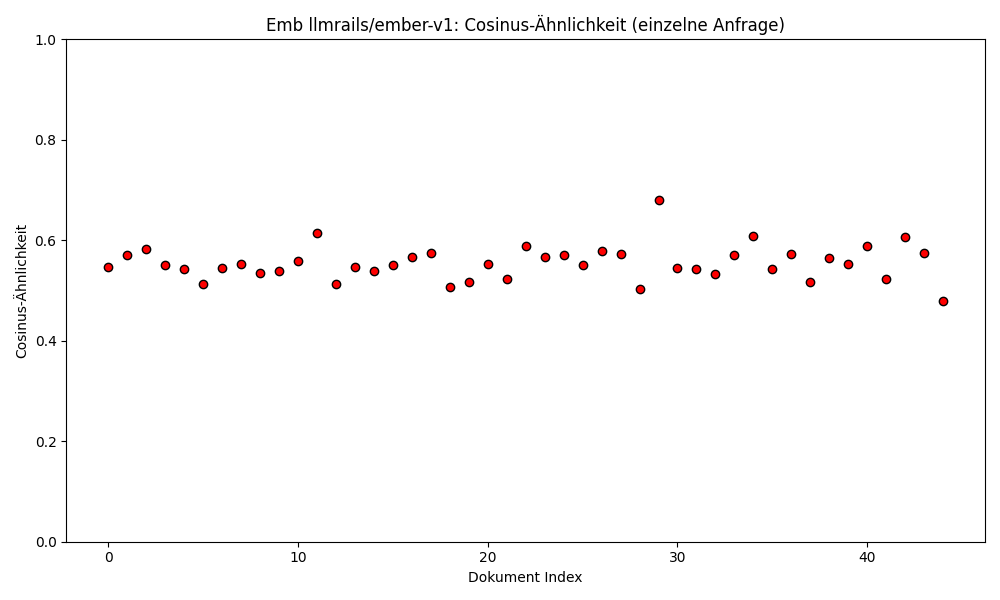 Emb llmrails/ember-v1: Cosinus-Ähnlichkeit (einzelne Anfrage)
Cosinus-Ähnlichkeit
1.0
0.8
0.6
0.4
0.2
0.0
0 10 20 30 40
Dokument Index